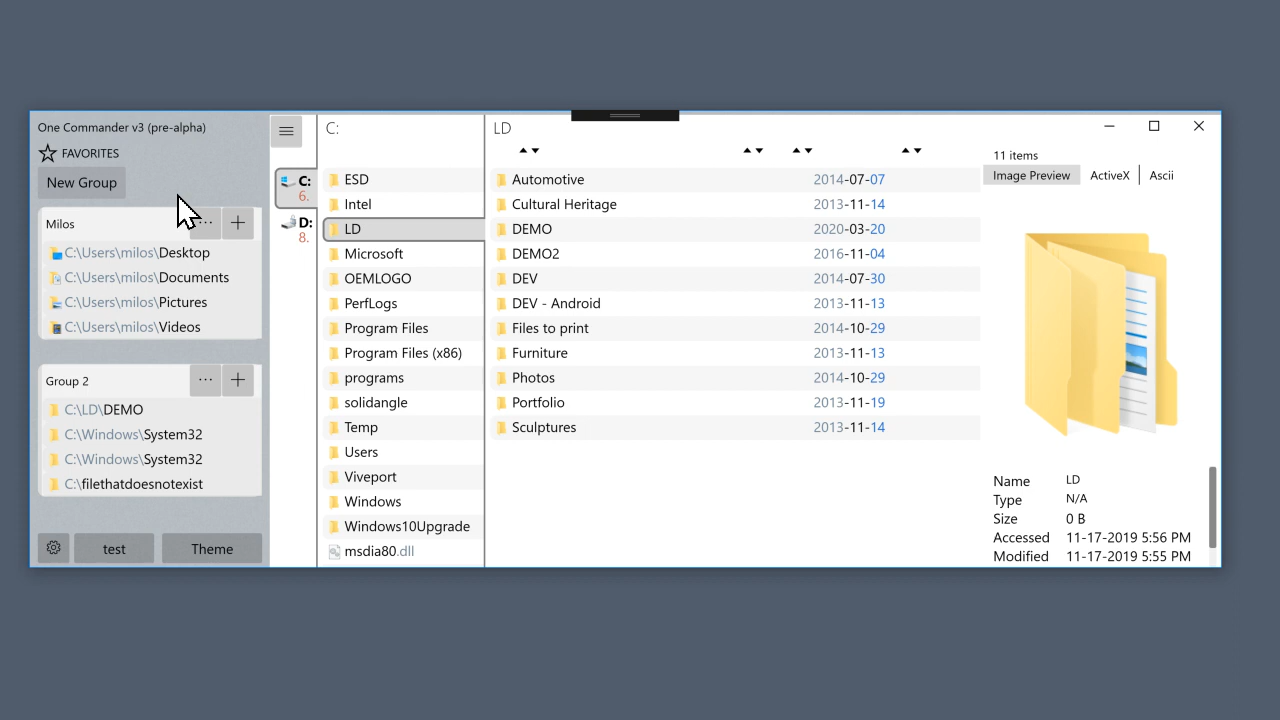 One Commander v3 (pre-alpha)
FAVORITES
New Group
Milos
C:\Users\milos\Desktop
C:\Users\milos\Documents
C:\Users\milos\Pictures
C:\Users\milos\Videos
Group 2
C:\LD\DEMO
C:\Windows\System32
C:\Windows\System32
C:\filethatdoesnotexist
test
Theme
C:
6.
D:
8.
C:
ESD
Intel
LD
Microsoft
OEMLOGO
PerfLogs
Program Files
Program Files (x86)
programs
solidangle
Temp
Users
Viveport
Windows
Windows10Upgrade
msdia80.dll
LD
Automotive 2014-07-07
Cultural Heritage 2013-11-14
DEMO 2020-03-20
DEMO2 2016-11-04
DEV 2014-07-30
DEV - Android 2013-11-13
Files to print 2014-10-29
Furniture 2013-11-13
Photos 2014-10-29
Portfolio 2013-11-19
Sculptures 2013-11-14
11 items
Image Preview ActiveX Ascii
Name LD
Type N/A
Size 0 B
Accessed 11-17-2019 5:56 PM
Modified 11-17-2019 5:55 PM